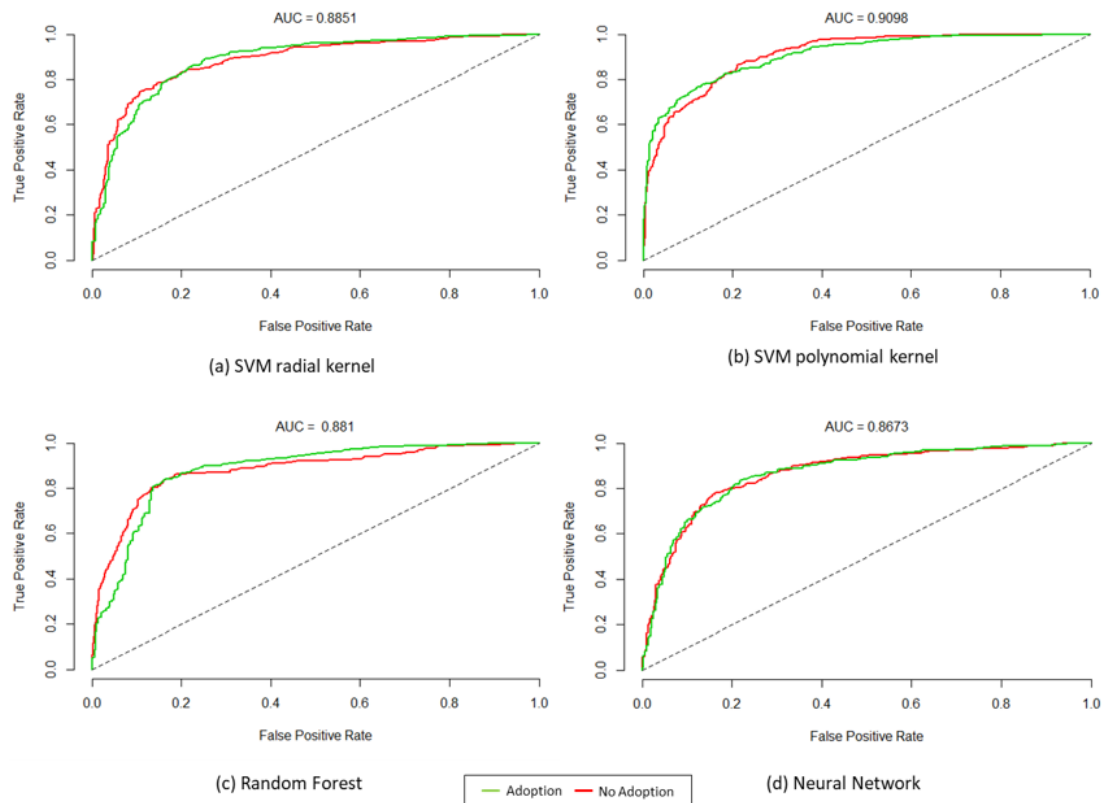 AUC = 0.8851
True Positive Rate
0.0 0.2 0.4 0.6 0.8 1.0
0.0 0.2 0.4 0.6 0.8 1.0
False Positive Rate
(a) SVM radial kernel
AUC = 0.9098
True Positive Rate
0.0 0.2 0.4 0.6 0.8 1.0
0.0 0.2 0.4 0.6 0.8 1.0
False Positive Rate
(b) SVM polynomial kernel
AUC = 0.881
True Positive Rate
0.0 0.2 0.4 0.6 0.8 1.0
0.0 0.2 0.4 0.6 0.8 1.0
False Positive Rate
(c) Random Forest
AUC = 0.8673
True Positive Rate
0.0 0.2 0.4 0.6 0.8 1.0
0.0 0.2 0.4 0.6 0.8 1.0
False Positive Rate
(d) Neural Network
Adoption No Adoption